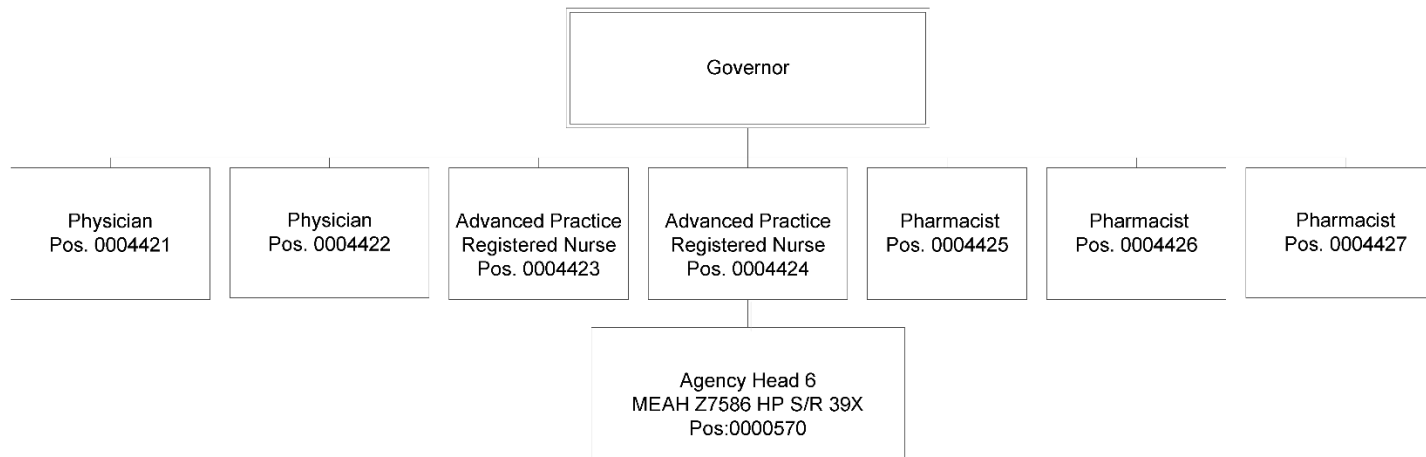 Governor
Physician
Pos. 0004421
Physician
Pos. 0004422
Advanced Practice
Registered Nurse
Pos. 0004423
Advanced Practice
Registered Nurse
Pos. 0004424
Pharmacist
Pos. 0004425
Pharmacist
Pos. 0004426
Pharmacist
Pos. 0004427
Agency Head 6
MEAH Z7586 HP S/R 39X
Pos:0000570